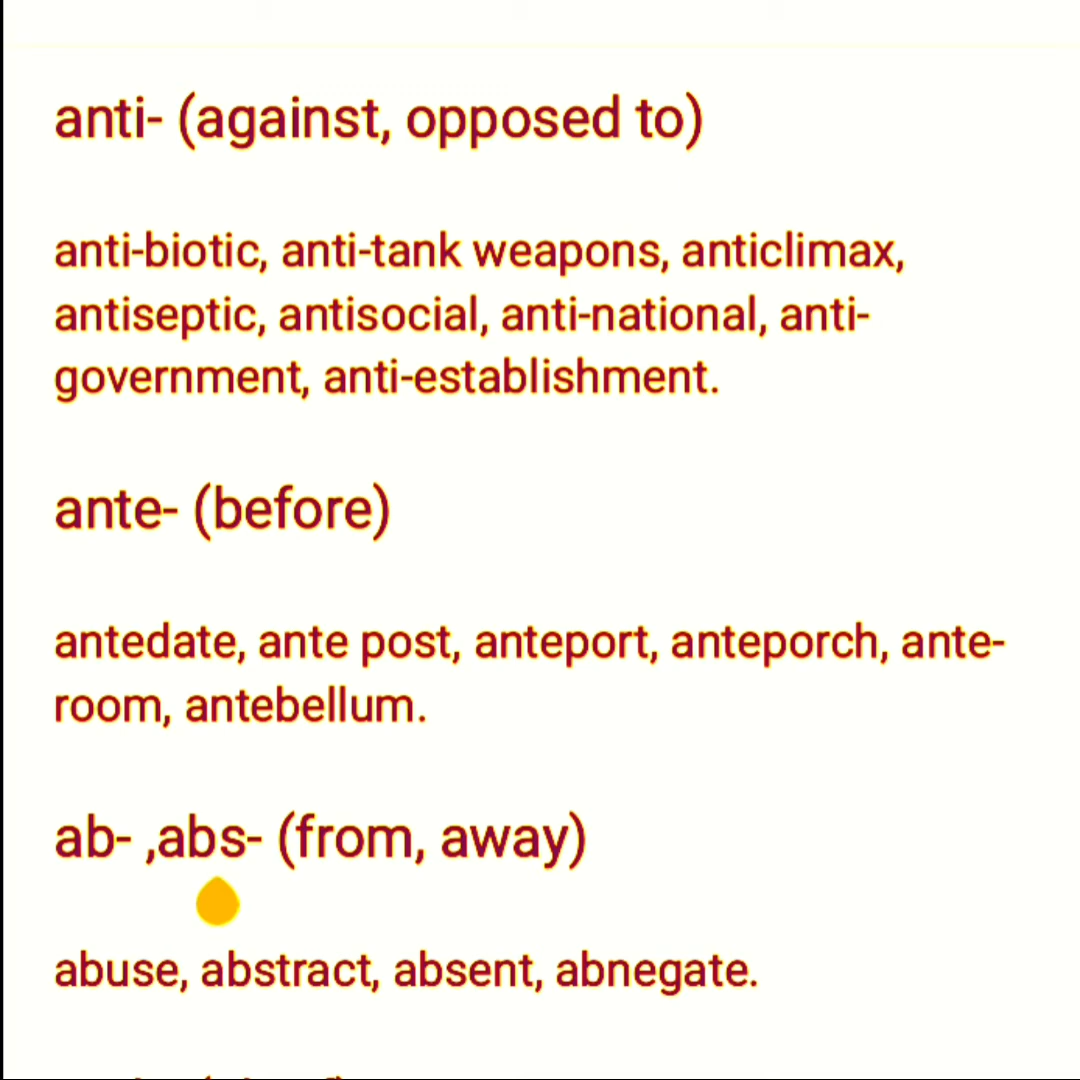 anti- (against, opposed to)
anti-biotic, anti-tank weapons, anticlimax,
antiseptic, antisocial, anti-national, anti-
government, anti-establishment.
ante- (before)
antedate, ante post, anteport, anteporch, ante-
room, antebellum.
ab- ,abs- (from, away)
abuse, abstract, absent, abnegate.